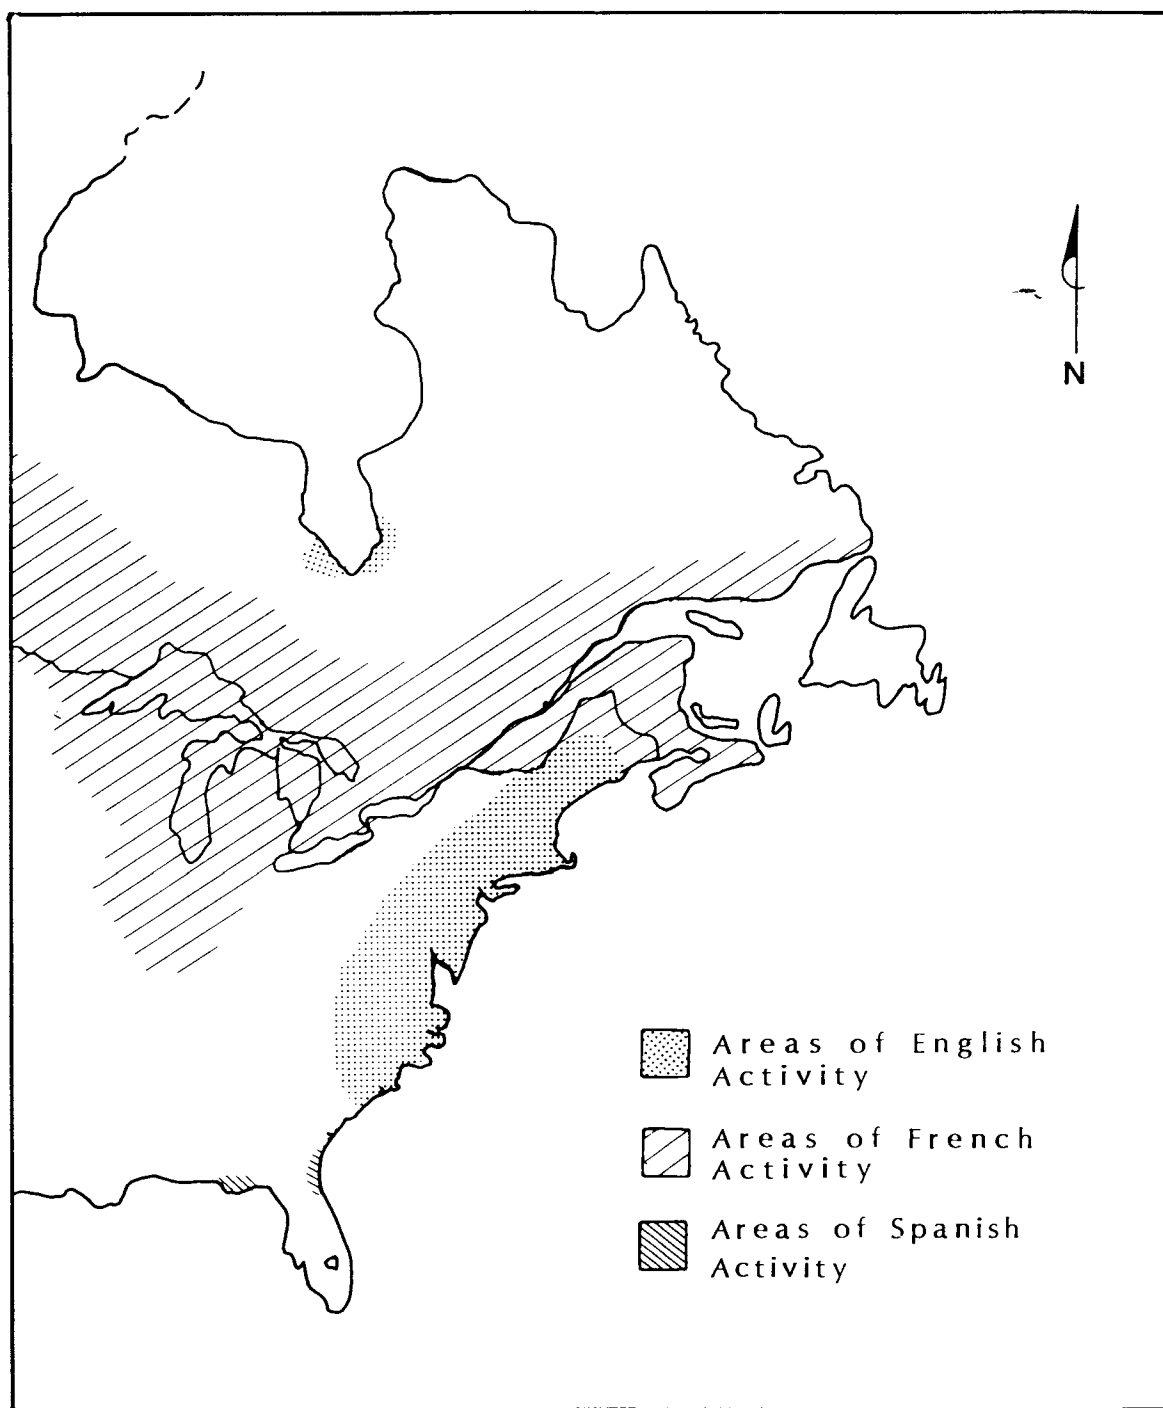 N
Areas of English
Activity
Areas of French
Activity
Areas of Spanish
Activity